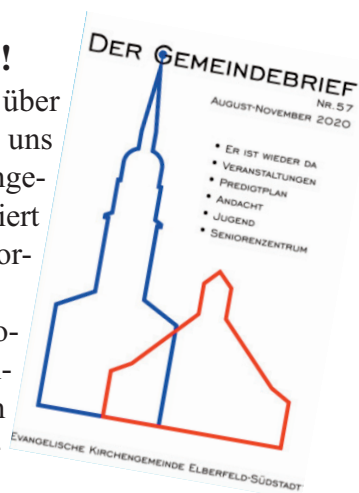 !
über
uns
nge-
iert
or-
o-
n
DER GEMEINDEBRIEF
NR. 57
AUGUST-NOVEMBER 2020
• ER IST WIEDER DA
• VERANSTALTUNGEN
• PREDIGTPLAN
• ANDACHT
• JUGEND
• SENIORENZENTRUM
EVANGELISCHE KIRCHENGEMEINDE ELBERFELD-SÜDSTADT